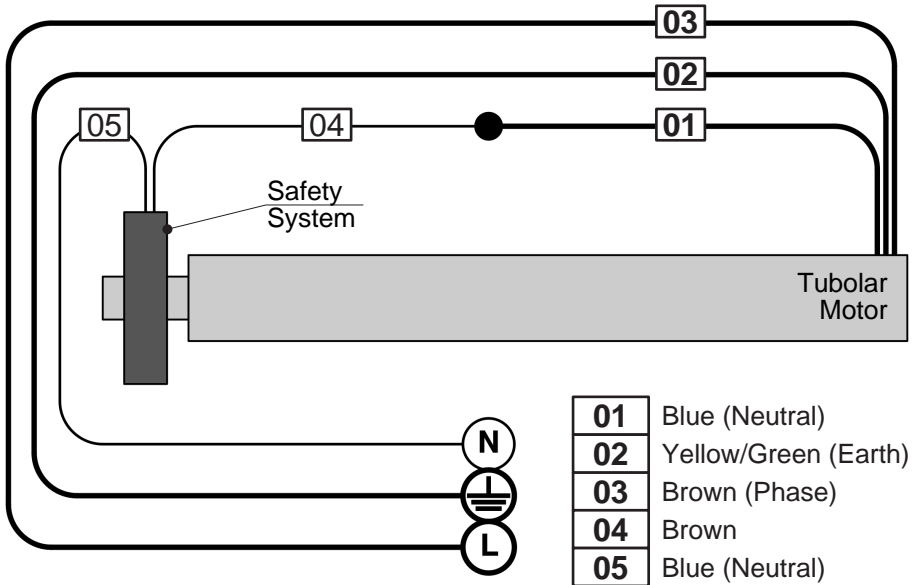 03
02
05
04
01
Safety
System
Tubolar
Motor
N
L
01 Blue (Neutral)
02 Yellow/Green (Earth)
03 Brown (Phase)
04 Brown
05 Blue (Neutral)